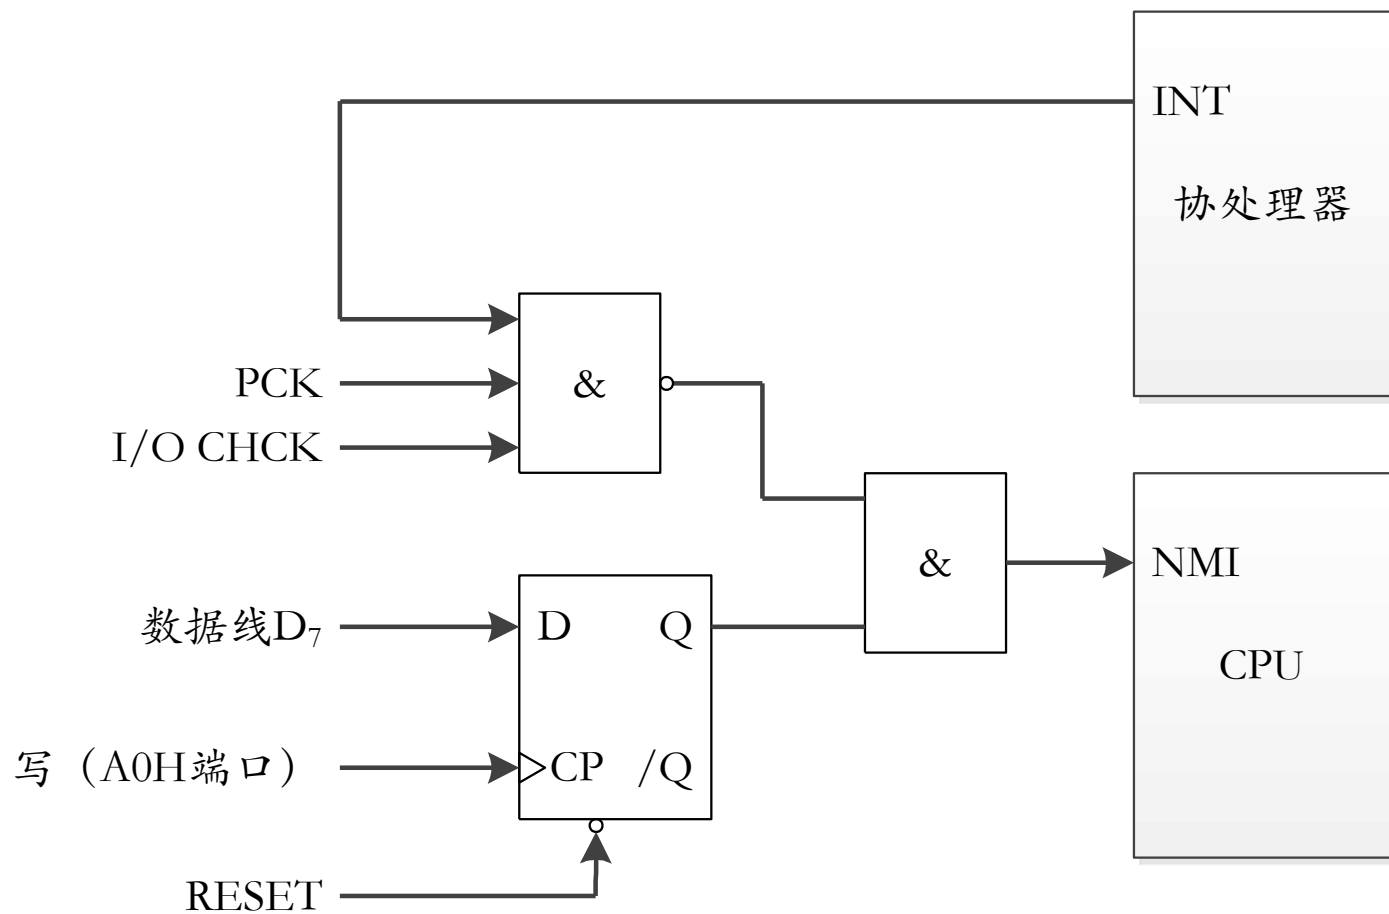 INT
协处理器
PCK
&
I/O CHCK
&
NMI
数据线D₇
D
Q
CPU
写（A0H端口）
CP
/Q
RESET